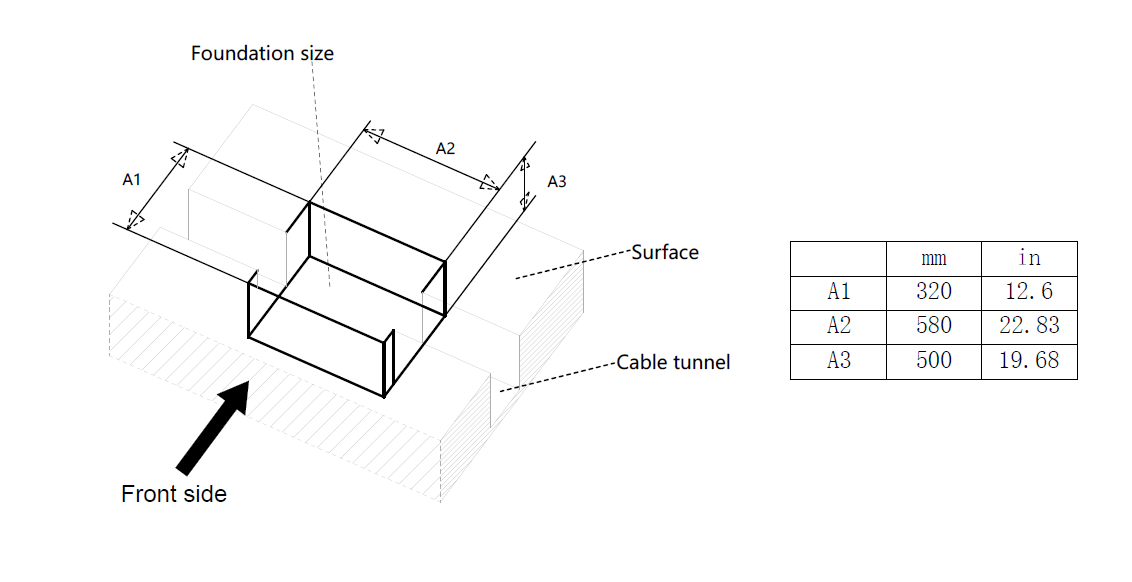 Foundation size
A1
A2
A3
Surface
Cable tunnel
Front side
mm in
A1 320 12.6
A2 580 22.83
A3 500 19.68